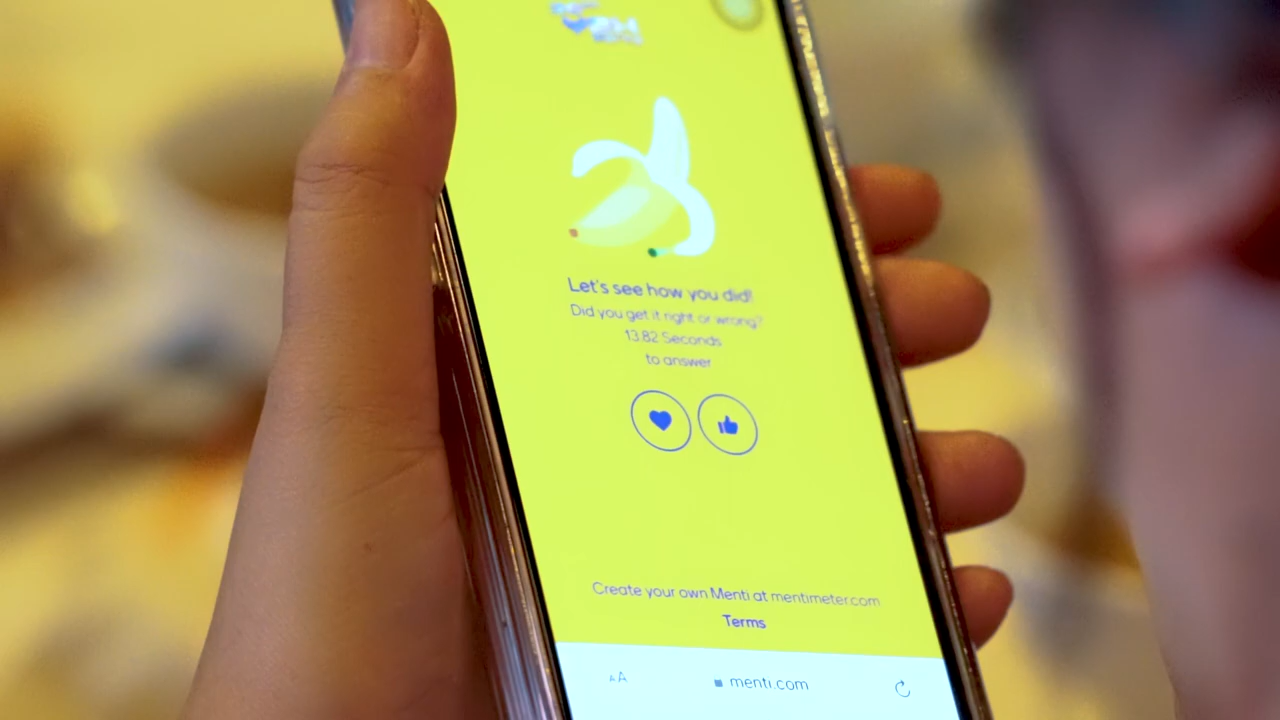 Let's see how you did!
Did you get it right or wrong?
13.82 Seconds
to answer
Create your own Menti at mentimeter.com
Terms
AA
menti.com